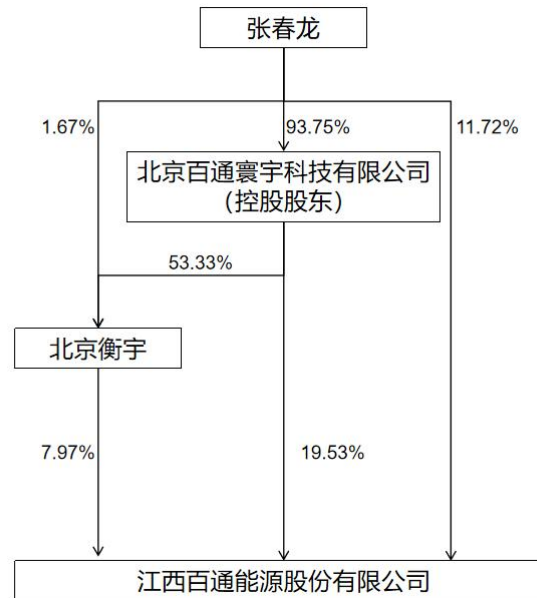 张春龙
1.67%
93.75%
11.72%
北京百通寰宇科技有限公司
（控股股东）
53.33%
北京衡宇
7.97%
19.53%
江西百通能源股份有限公司